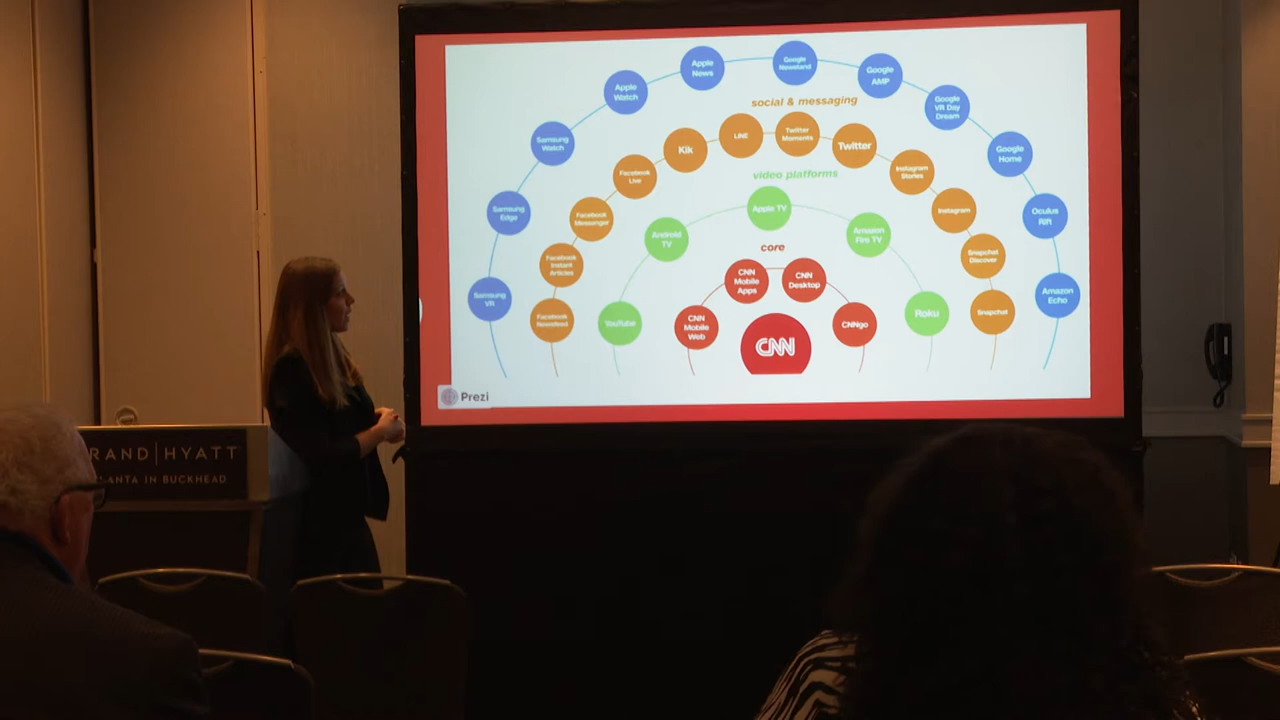 Apple
News
Google
Newsstand
Google
AMP
Apple
Watch
Google
VR Day
Dream
Samsung
Watch
Google
Home
Samsung
Edge
Oculus
Rift
Samsung
VR
Amazon
Echo
social & messaging
LINE
Twitter
Moments
Twitter
Kik
Instagram
Stories
Facebook
Live
Instagram
Facebook
Messenger
Snapchat
Discover
Facebook
Instant
Articles
Snapchat
Facebook
Newsfeed
video platforms
Apple TV
Android
TV
Amazon
Fire TV
YouTube
Roku
core
CNN
Mobile
Apps
CNN
Desktop
CNN
Mobile
Web
CNNgo
CNN
Prezi
RAND | HYATT
ANTA IN BUCKHEAD